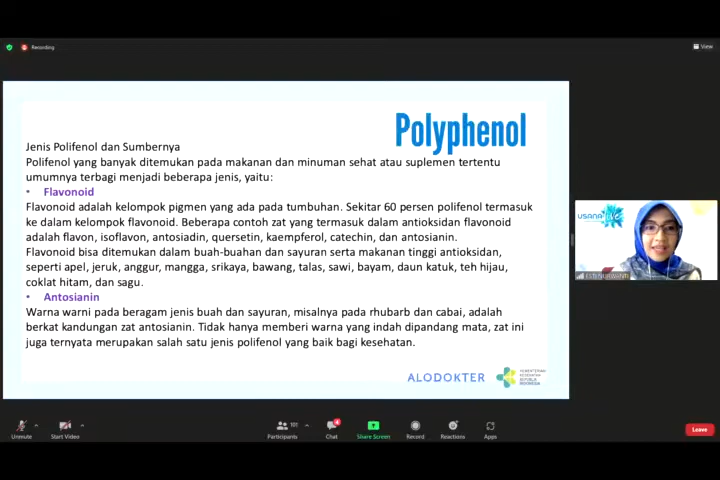 Recording
View
Polyphenol
Jenis Polifenol dan Sumbernya
Polifenol yang banyak ditemukan pada makanan dan minuman sehat atau suplemen tertentu
umumnya terbagi menjadi beberapa jenis, yaitu:
• Flavonoid
Flavonoid adalah kelompok pigmen yang ada pada tumbuhan. Sekitar 60 persen polifenol termasuk
ke dalam kelompok flavonoid. Beberapa contoh zat yang termasuk dalam antioksidan flavonoid
adalah flavon, isoflavon, antosiadin, quersetin, kaempferol, catechin, dan antosianin.
Flavonoid bisa ditemukan dalam buah-buahan dan sayuran serta makanan tinggi antioksidan,
seperti apel, jeruk, anggur, mangga, srikaya, bawang, talas, sawi, bayam, daun katuk, teh hijau,
coklat hitam, dan sagu.
• Antosianin
Warna warni pada beragam jenis buah dan sayuran, misalnya pada rhubarb dan cabai, adalah
berkat kandungan zat antosianin. Tidak hanya memberi warna yang indah dipandang mata, zat ini
juga ternyata merupakan salah satu jenis polifenol yang baik bagi kesehatan.
ALODOKTER
KEMENTERIAN
KESEHATAN
REPUBLIK
INDONESIA
USANA live
Unmute
Start Video
Participants
Chat
Share Screen
Record
Reactions
Apps
Leave